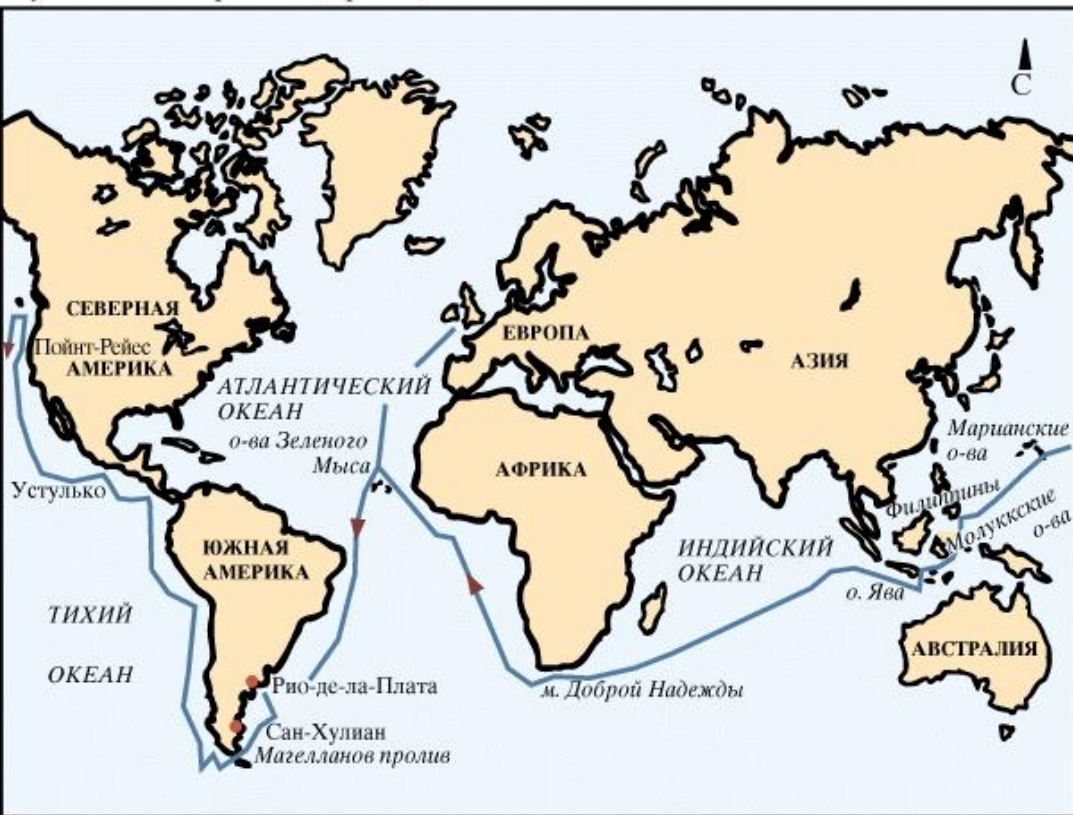 С
СЕВЕРНАЯ
Пойнт-Рейес
АМЕРИКА
ЕВРОПА
АЗИЯ
АТЛАНТИЧЕСКИЙ
ОКЕАН
о-ва Зеленого
Мыса
Марианские
о-ва
АФРИКА
Устулько
Филиппины
Молуккские
о-ва
ЮЖНАЯ
АМЕРИКА
ИНДИЙСКИЙ
ОКЕАН
о. Ява
ТИХИЙ
ОКЕАН
АВСТРАЛИЯ
Рио-де-ла-Плата
м. Доброй Надежды
Сан-Хулиан
Магелланов пролив